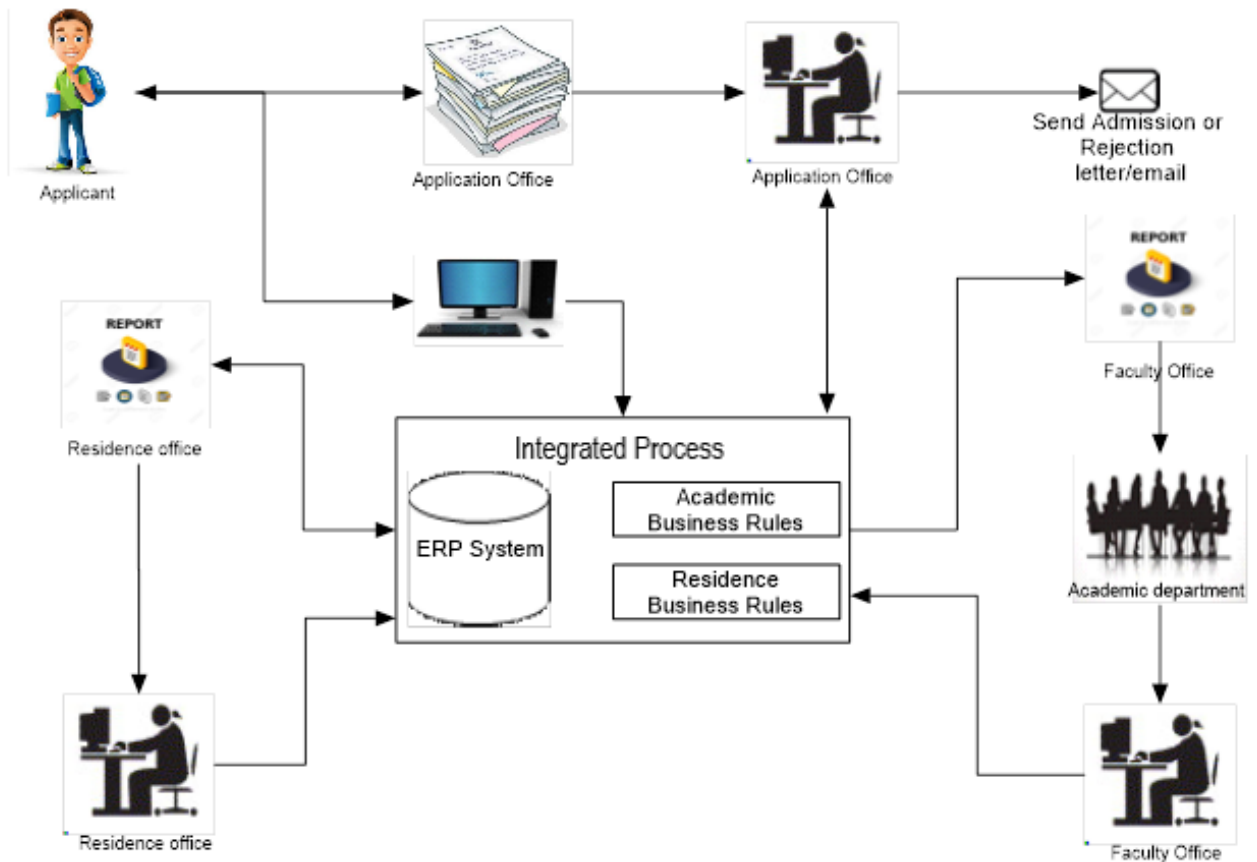 Applicant
Application Office
Application Office
Send Admission or
Rejection
letter/email
REPORT
Faculty Office
REPORT
Residence office
Integrated Process
ERP System
Academic
Business Rules
Residence
Business Rules
Academic department
Residence office
Faculty Office